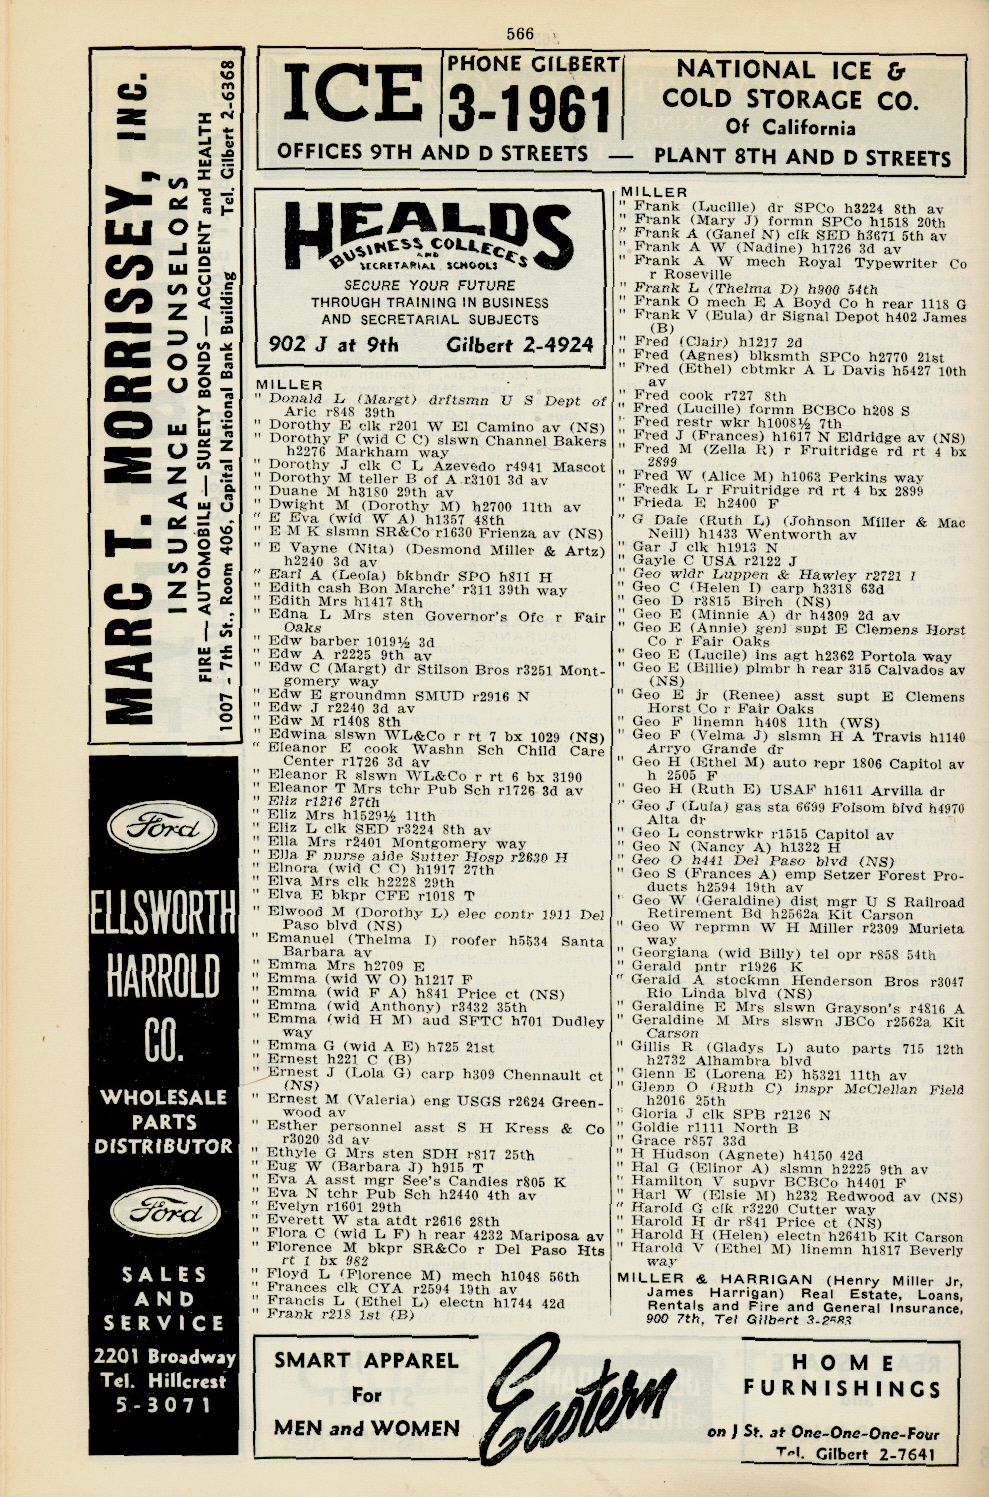 566
MARC T. MORRISSEY, INC.
INSURANCE COUNSELORS
FIRE — AUTOMOBILE — SURETY BONDS — ACCIDENT and HEALTH
1007 - 7th St., Room 406, Capital National Bank Building Tel. Gilbert 2-6368
ICE
PHONE GILBERT
3-1961
NATIONAL ICE &
COLD STORAGE CO.
Of California
OFFICES 9TH AND D STREETS — PLANT 8TH AND D STREETS
HEALDS
BUSINESS COLLEGES
AND
SECRETARIAL SCHOOLS
SECURE YOUR FUTURE
THROUGH TRAINING IN BUSINESS
AND SECRETARIAL SUBJECTS
902 J at 9th Gilbert 2-4924
MILLER
" Donald L (Margt) drftsmn U S Dept of
Aric r848 39th
" Dorothy E clk r201 W El Camino av (NS)
" Dorothy F (wid C C) slswn Channel Bakers
h2276 Markham way
" Dorothy J clk C L Azevedo r4941 Mascot
" Dorothy M teller B of A r3101 3d av
" Duane M h3180 29th av
" Dwight M (Dorothy M) h2700 11th av
" E Eva (wid W A) h1357 48th
" E M K slsmn SR&Co r1630 Frienza av (NS)
" E Vayne (Nita) (Desmond Miller & Artz)
h2240 3d av
" Earl A (Leola) bkbndr SPO h811 H
" Edith cash Bon Marche' r311 39th way
" Edith Mrs h1417 8th
" Edna L Mrs sten Governor's Ofc r Fair
Oaks
" Edw barber 1019½ 3d
" Edw A r2225 9th av
" Edw C (Margt) dr Stilson Bros r3251 Mont-
gomery way
" Edw E groundmn SMUD r2916 N
" Edw J r2240 3d av
" Edw M r1408 8th
" Edwina slswn WL&Co r rt 7 bx 1029 (NS)
" Eleanor E cook Washn Sch Child Care
Center r1726 3d av
" Eleanor R slswn WL&Co r rt 6 bx 3190
" Eleanor T Mrs tchr Pub Sch r1726 3d av
" Eliz r1216 27th
" Eliz Mrs h1529½ 11th
" Eliz L clk SED r3224 8th av
" Ella Mrs r2401 Montgomery way
" Ella F nurse aide Sutter Hosp r2630 H
" Elnora (wid C C) h1917 27th
" Elva Mrs clk h2228 29th
" Elva E bkpr CFE r1018 T
" Elwood M (Dorothy L) elec contr 1911 Del
Paso blvd (NS)
" Emanuel (Thelma I) roofer h5534 Santa
Barbara av
" Emma Mrs h2709 E
" Emma (wid W O) h1217 F
" Emma (wid F A) h841 Price ct (NS)
" Emma (wid Anthony) r3432 35th
" Emma (wid H M) aud SFTC h701 Dudley
way
" Emma G (wid A E) h725 21st
" Ernest h221 C (B)
" Ernest J (Lola G) carp h309 Chennault ct
(NS)
" Ernest M (Valeria) eng USGS r2624 Green-
wood av
" Esther personnel asst S H Kress & Co
r3020 3d av
" Ethyle G Mrs sten SDH r817 25th
" Eug W (Barbara J) h915 T
" Eva A asst mgr See's Candies r805 K
" Eva N tchr Pub Sch h2440 4th av
" Evelyn r1601 29th
" Everett W sta atdt r2616 28th
" Flora C (wid L F) h rear 4232 Mariposa av
" Florence M bkpr SR&Co r Del Paso Hts
rt 1 bx 982
" Floyd L (Florence M) mech h1048 56th
" Frances clk CYA r2594 19th av
" Francis L (Ethel L) electn h1744 42d
" Frank r218 1st (B)
MILLER
" Frank (Lucille) dr SPCo h3224 8th av
" Frank (Mary J) formn SPCo h1518 20th
" Frank A (Ganel N) clk SED h3671 5th av
" Frank A W (Nadine) h1726 3d av
" Frank A W mech Royal Typewriter Co
r Roseville
" Frank L (Thelma D) h900 54th
" Frank O mech E A Boyd Co h rear 1118 G
" Frank V (Eula) dr Signal Depot h402 James
(B)
" Fred (Clair) h1217 2d
" Fred (Agnes) blksmth SPCo h2770 21st
" Fred (Ethel) cbtmkr A L Davis h5427 10th
av
" Fred cook r727 8th
" Fred (Lucille) formn BCBCo h208 S
" Fred restr wkr h1008½ 7th
" Fred J (Frances) h1617 N Eldridge av (NS)
" Fred M (Zella R) r Fruitridge rd rt 4 bx
2899
" Fred W (Alice M) h1063 Perkins way
" Fredk L r Fruitridge rd rt 4 bx 2899
" Frieda E h2400 F
" G Dale (Ruth L) (Johnson Miller & Mac
Neill) h1433 Wentworth av
" Gar J clk h1913 N
" Gayle C USA r2122 J
" Geo wldr Luppen & Hawley r2721 I
" Geo C (Helen I) carp h3318 63d
" Geo D r3815 Birch (NS)
" Geo E (Minnie A) dr h4309 2d av
" Geo E (Annie) genl supt E Clemens Horst
Co r Fair Oaks
" Geo E (Lucile) ins agt h2362 Portola way
" Geo E (Billie) plmbr h rear 315 Calvados av
(NS)
" Geo E jr (Renee) asst supt E Clemens
Horst Co r Fair Oaks
" Geo F linemn h408 11th (WS)
" Geo F (Velma J) slsmn H A Travis h1140
Arryo Grande dr
" Geo H (Ethel M) auto repr 1806 Capitol av
h 2505 F
" Geo H (Ruth E) USAF h1611 Arvilla dr
" Geo J (Lula) gas sta 6699 Folsom blvd h4970
Alta dr
" Geo L constrwkr r1515 Capitol av
" Geo N (Nancy A) h1322 H
" Geo O h441 Del Paso blvd (NS)
" Geo S (Frances A) emp Setzer Forest Pro-
ducts h2594 19th av
" Geo W (Geraldine) dist mgr U S Railroad
Retirement Bd h2562a Kit Carson
" Geo W reprmn W H Miller r2309 Murieta
way
" Georgiana (wid Billy) tel opr r858 54th
" Gerald pntr r1926 K
" Gerald A stockmn Henderson Bros r3047
Rio Linda blvd (NS)
" Geraldine E Mrs slswn Grayson's r4816 A
" Geraldine M Mrs slswn JBCo r2562a Kit
Carson
" Gillis R (Gladys L) auto parts 715 12th
h2732 Alhambra blvd
" Glenn E (Lorena E) h5321 11th av
" Glenn O (Ruth C) inspr McClellan Field
h2016 25th
" Gloria J clk SPB r2126 N
" Goldie r1111 North B
" Grace r857 33d
" H Hudson (Agnete) h4150 42d
" Hal G (Elinor A) slsmn h2225 9th av
" Hamilton V supvr BCBCo h4401 F
" Harl W (Elsie M) h232 Redwood av (NS)
" Harold G clk r3220 Cutter way
" Harold H dr r841 Price ct (NS)
" Harold H (Helen) electn h2641b Kit Carson
" Harold V (Ethel M) linemn h1817 Beverly
way
MILLER & HARRIGAN (Henry Miller Jr,
James Harrigan) Real Estate, Loans,
Rentals and Fire and General Insurance,
900 7th, Tel Gilbert 3-2583
Ford
ELLSWORTH
HARROLD
CO.
WHOLESALE
PARTS
DISTRIBUTOR
Ford
SALES
AND
SERVICE
2201 Broadway
Tel. Hillcrest
5-3071
SMART APPAREL
For
MEN and WOMEN
Eastern
HOME
FURNISHINGS
on J St. at One-One-One-Four
Tel. Gilbert 2-7641